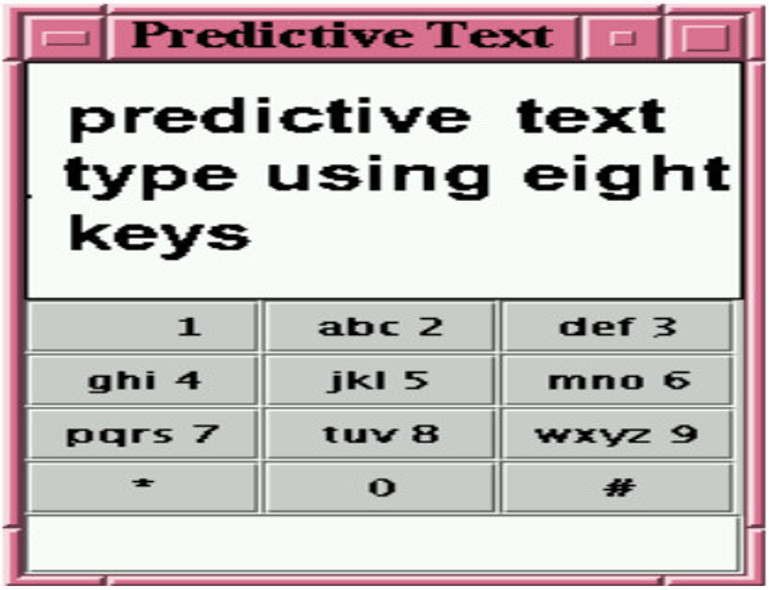 Predictive Text
predictive text
type using eight
keys
1 abc 2 def 3
ghi 4 jkl 5 mno 6
pqrs 7 tuv 8 wxyz 9
* 0 #